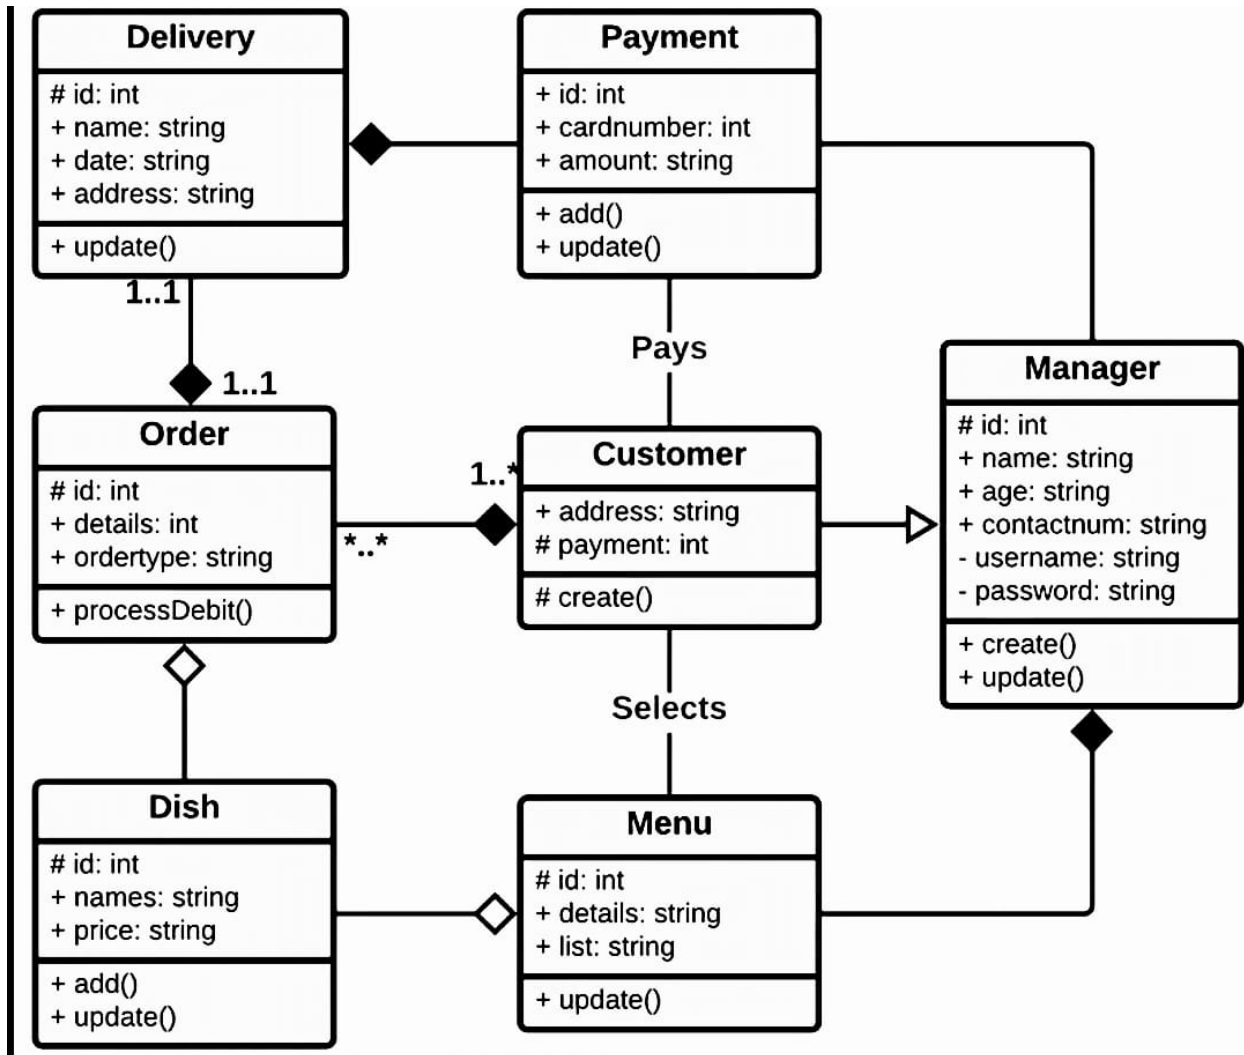 Delivery
# id: int
+ name: string
+ date: string
+ address: string
+ update()
Payment
+ id: int
+ cardnumber: int
+ amount: string
+ add()
+ update()
1..1
1..1
Pays
Order
# id: int
+ details: int
+ ordertype: string
+ processDebit()
1..*
*..*
Customer
+ address: string
# payment: int
# create()
Manager
# id: int
+ name: string
+ age: string
+ contactnum: string
- username: string
- password: string
+ create()
+ update()
Selects
Dish
# id: int
+ names: string
+ price: string
+ add()
+ update()
Menu
# id: int
+ details: string
+ list: string
+ update()